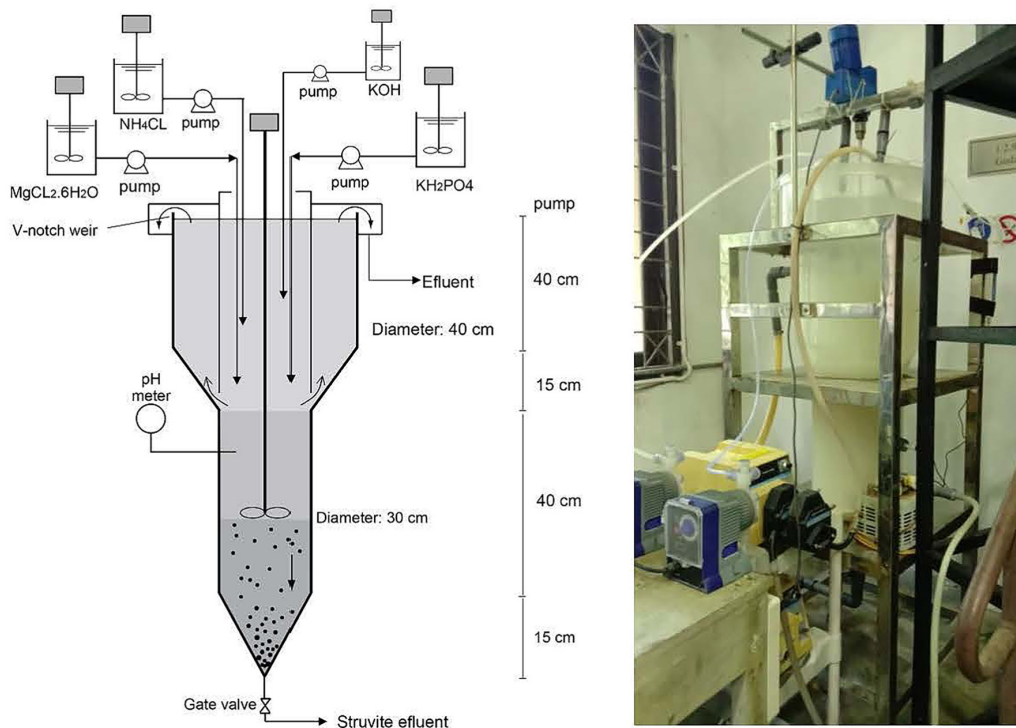 NH4CL
pump
pump
KOH
MgCL2.6H2O
pump
pump
KH2PO4
V-notch weir
pump
Efluent
40 cm
Diameter: 40 cm
pH
meter
15 cm
40 cm
Diameter: 30 cm
15 cm
Gate valve
Struvite efluent